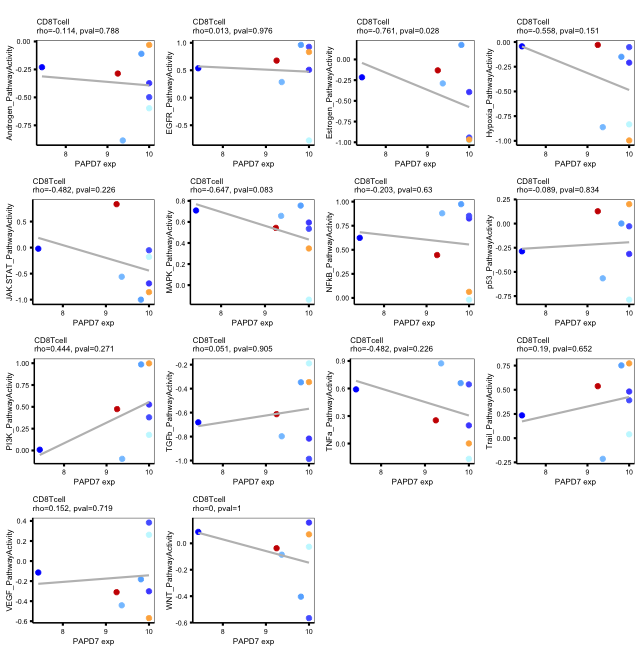 CD8Tcell
rho=-0.114, pval=0.788
Androgen_PathwayActivity
0.00
-0.25
-0.50
-0.75
8
9
10
PAPD7 exp
CD8Tcell
rho=0.013, pval=0.976
EGFR_PathwayActivity
1.0
0.5
0.0
-0.5
8
9
10
PAPD7 exp
CD8Tcell
rho=-0.761, pval=0.028
Estrogen_PathwayActivity
0.00
-0.25
-0.50
-0.75
-1.00
8
9
10
PAPD7 exp
CD8Tcell
rho=-0.558, pval=0.151
Hypoxia_PathwayActivity
0.00
-0.25
-0.50
-0.75
-1.00
8
9
10
PAPD7 exp
CD8Tcell
rho=-0.482, pval=0.226
JAK.STAT_PathwayActivity
0.5
0.0
-0.5
-1.0
8
9
10
PAPD7 exp
CD8Tcell
rho=-0.647, pval=0.083
MAPK_PathwayActivity
0.8
0.6
0.4
0.2
0.0
8
9
10
PAPD7 exp
CD8Tcell
rho=-0.203, pval=0.63
NFkB_PathwayActivity
1.00
0.75
0.50
0.25
0.00
8
9
10
PAPD7 exp
CD8Tcell
rho=-0.089, pval=0.834
p53_PathwayActivity
0.25
0.00
-0.25
-0.50
-0.75
8
9
10
PAPD7 exp
CD8Tcell
rho=0.444, pval=0.271
PI3K_PathwayActivity
1.00
0.75
0.50
0.25
0.00
8
9
10
PAPD7 exp
CD8Tcell
rho=0.051, pval=0.905
TGFb_PathwayActivity
-0.2
-0.4
-0.6
-0.8
-1.0
8
9
10
PAPD7 exp
CD8Tcell
rho=-0.482, pval=0.226
TNFa_PathwayActivity
0.9
0.6
0.3
0.0
8
9
10
PAPD7 exp
CD8Tcell
rho=0.19, pval=0.652
Trail_PathwayActivity
0.75
0.50
0.25
0.00
-0.25
8
9
10
PAPD7 exp
CD8Tcell
rho=0.152, pval=0.719
VEGF_PathwayActivity
0.4
0.2
0.0
-0.2
-0.4
-0.6
8
9
10
PAPD7 exp
CD8Tcell
rho=0, pval=1
WNT_PathwayActivity
0.0
-0.3
-0.6
8
9
10
PAPD7 exp